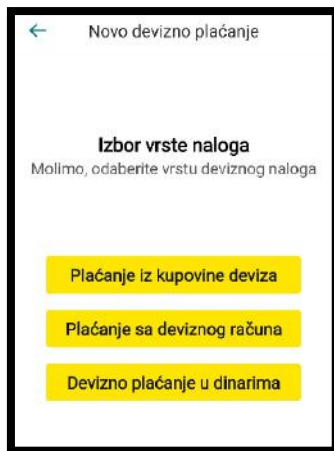 Novo devizno plaćanje
Izbor vrste naloga
Molimo, odaberite vrstu deviznog naloga
Plaćanje iz kupovine deviza
Plaćanje sa deviznog računa
Devizno plaćanje u dinarima